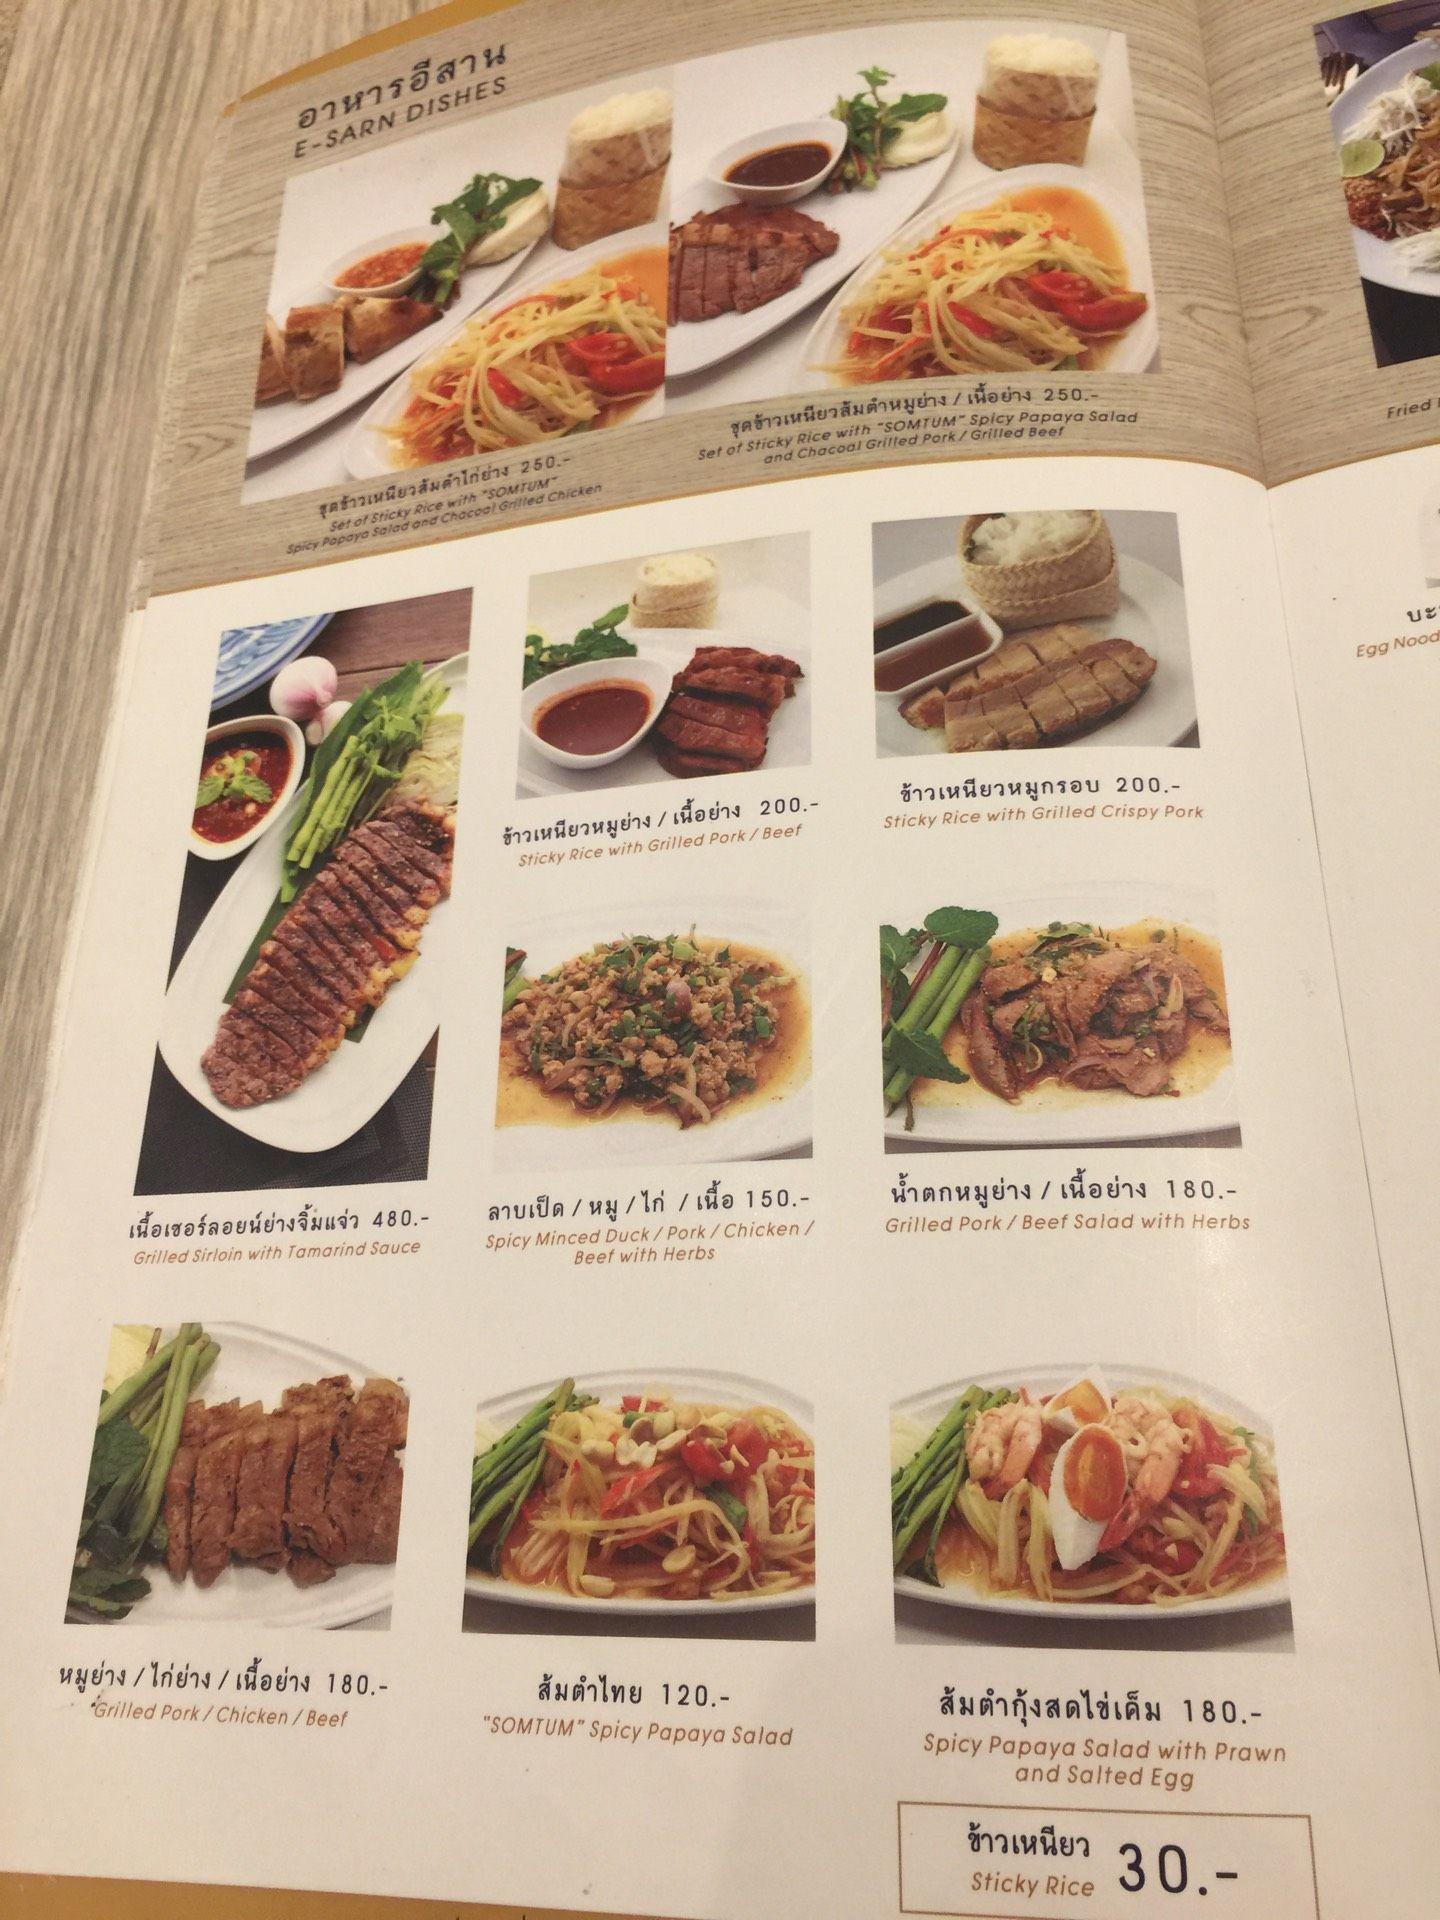 อาหารอีสาน
E-SARN DISHES
ชุดข้าวเหนียวส้มตำไก่ย่าง 250.-
Set of Sticky Rice with "SOMTUM"
Spicy Papaya Salad and Chacoal Grilled Chicken
ชุดข้าวเหนียวส้มตำหมูย่าง / เนื้อย่าง 250.-
Set of Sticky Rice with "SOMTUM" Spicy Papaya Salad
and Chacoal Grilled Pork / Grilled Beef
Fried
ข้าวเหนียวหมูย่าง / เนื้อย่าง 200.-
Sticky Rice with Grilled Pork / Beef
ข้าวเหนียวหมูกรอบ 200.-
Sticky Rice with Grilled Crispy Pork
Egg Nood
เนื้อเซอร์ลอยน์ย่างจิ้มแจ่ว 480.-
Grilled Sirloin with Tamarind Sauce
ลาบเป็ด / หมู / ไก่ / เนื้อ 150.-
Spicy Minced Duck / Pork / Chicken /
Beef with Herbs
น้ำตกหมูย่าง / เนื้อย่าง 180.-
Grilled Pork / Beef Salad with Herbs
หมูย่าง / ไก่ย่าง / เนื้อย่าง 180.-
Grilled Pork / Chicken / Beef
ส้มตำไทย 120.-
"SOMTUM" Spicy Papaya Salad
ส้มตำกุ้งสดไข่เค็ม 180.-
Spicy Papaya Salad with Prawn
and Salted Egg
ข้าวเหนียว 30.-
Sticky Rice